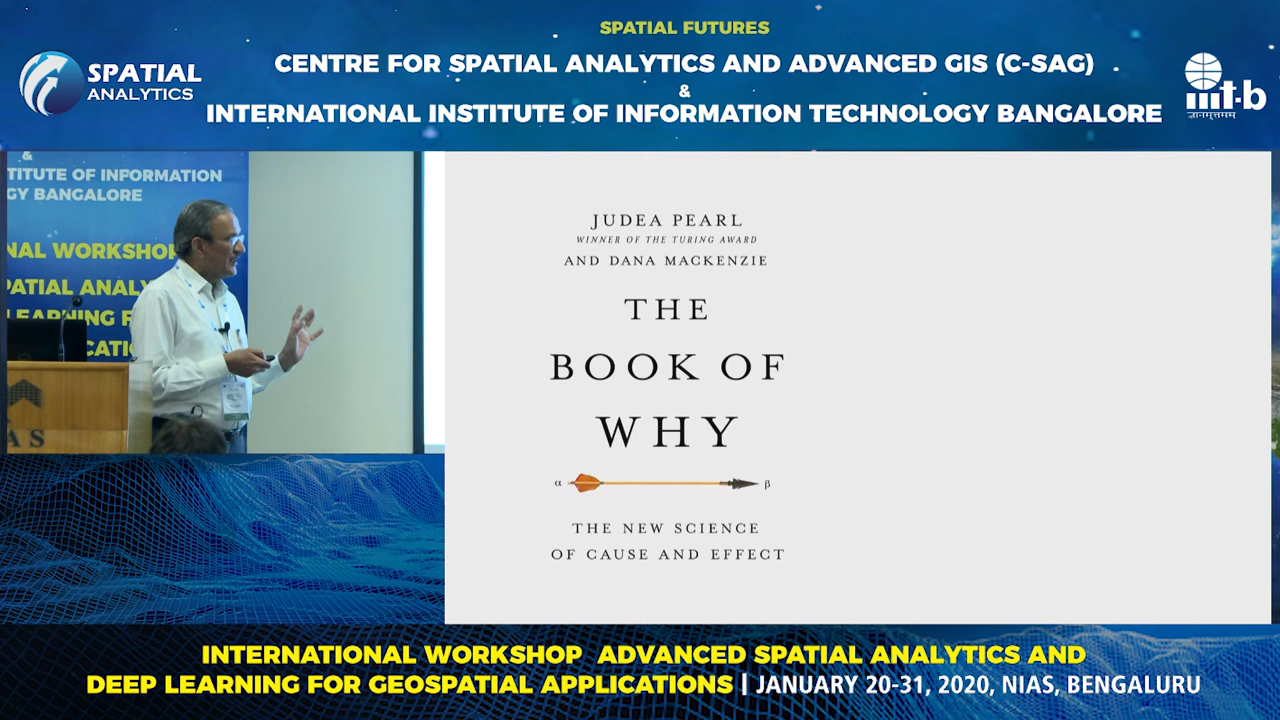 SPATIAL FUTURES
SPATIAL
ANALYTICS
CENTRE FOR SPATIAL ANALYTICS AND ADVANCED GIS (C-SAG)
&
INTERNATIONAL INSTITUTE OF INFORMATION TECHNOLOGY BANGALORE
iiit-b
ज्ञानमुत्तमम्
&
TITUTE OF INFORMATION
GY BANGALORE
NAL WORKSHOP
PATIAL ANALY
LEARNING F
CATIO
AS
JUDEA PEARL
WINNER OF THE TURING AWARD
AND DANA MACKENZIE
THE
BOOK OF
WHY
α β
THE NEW SCIENCE
OF CAUSE AND EFFECT
INTERNATIONAL WORKSHOP ADVANCED SPATIAL ANALYTICS AND
DEEP LEARNING FOR GEOSPATIAL APPLICATIONS | JANUARY 20-31, 2020, NIAS, BENGALURU